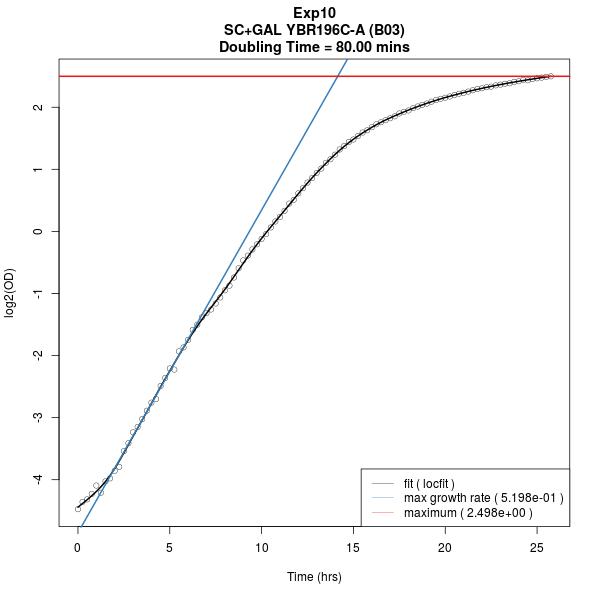 Exp10
SC+GAL YBR196C-A (B03)
Doubling Time = 80.00 mins
log2(OD)
2
1
0
-1
-2
-3
-4
fit ( locfit )
max growth rate ( 5.198e-01 )
maximum ( 2.498e+00 )
0 5 10 15 20 25
Time (hrs)